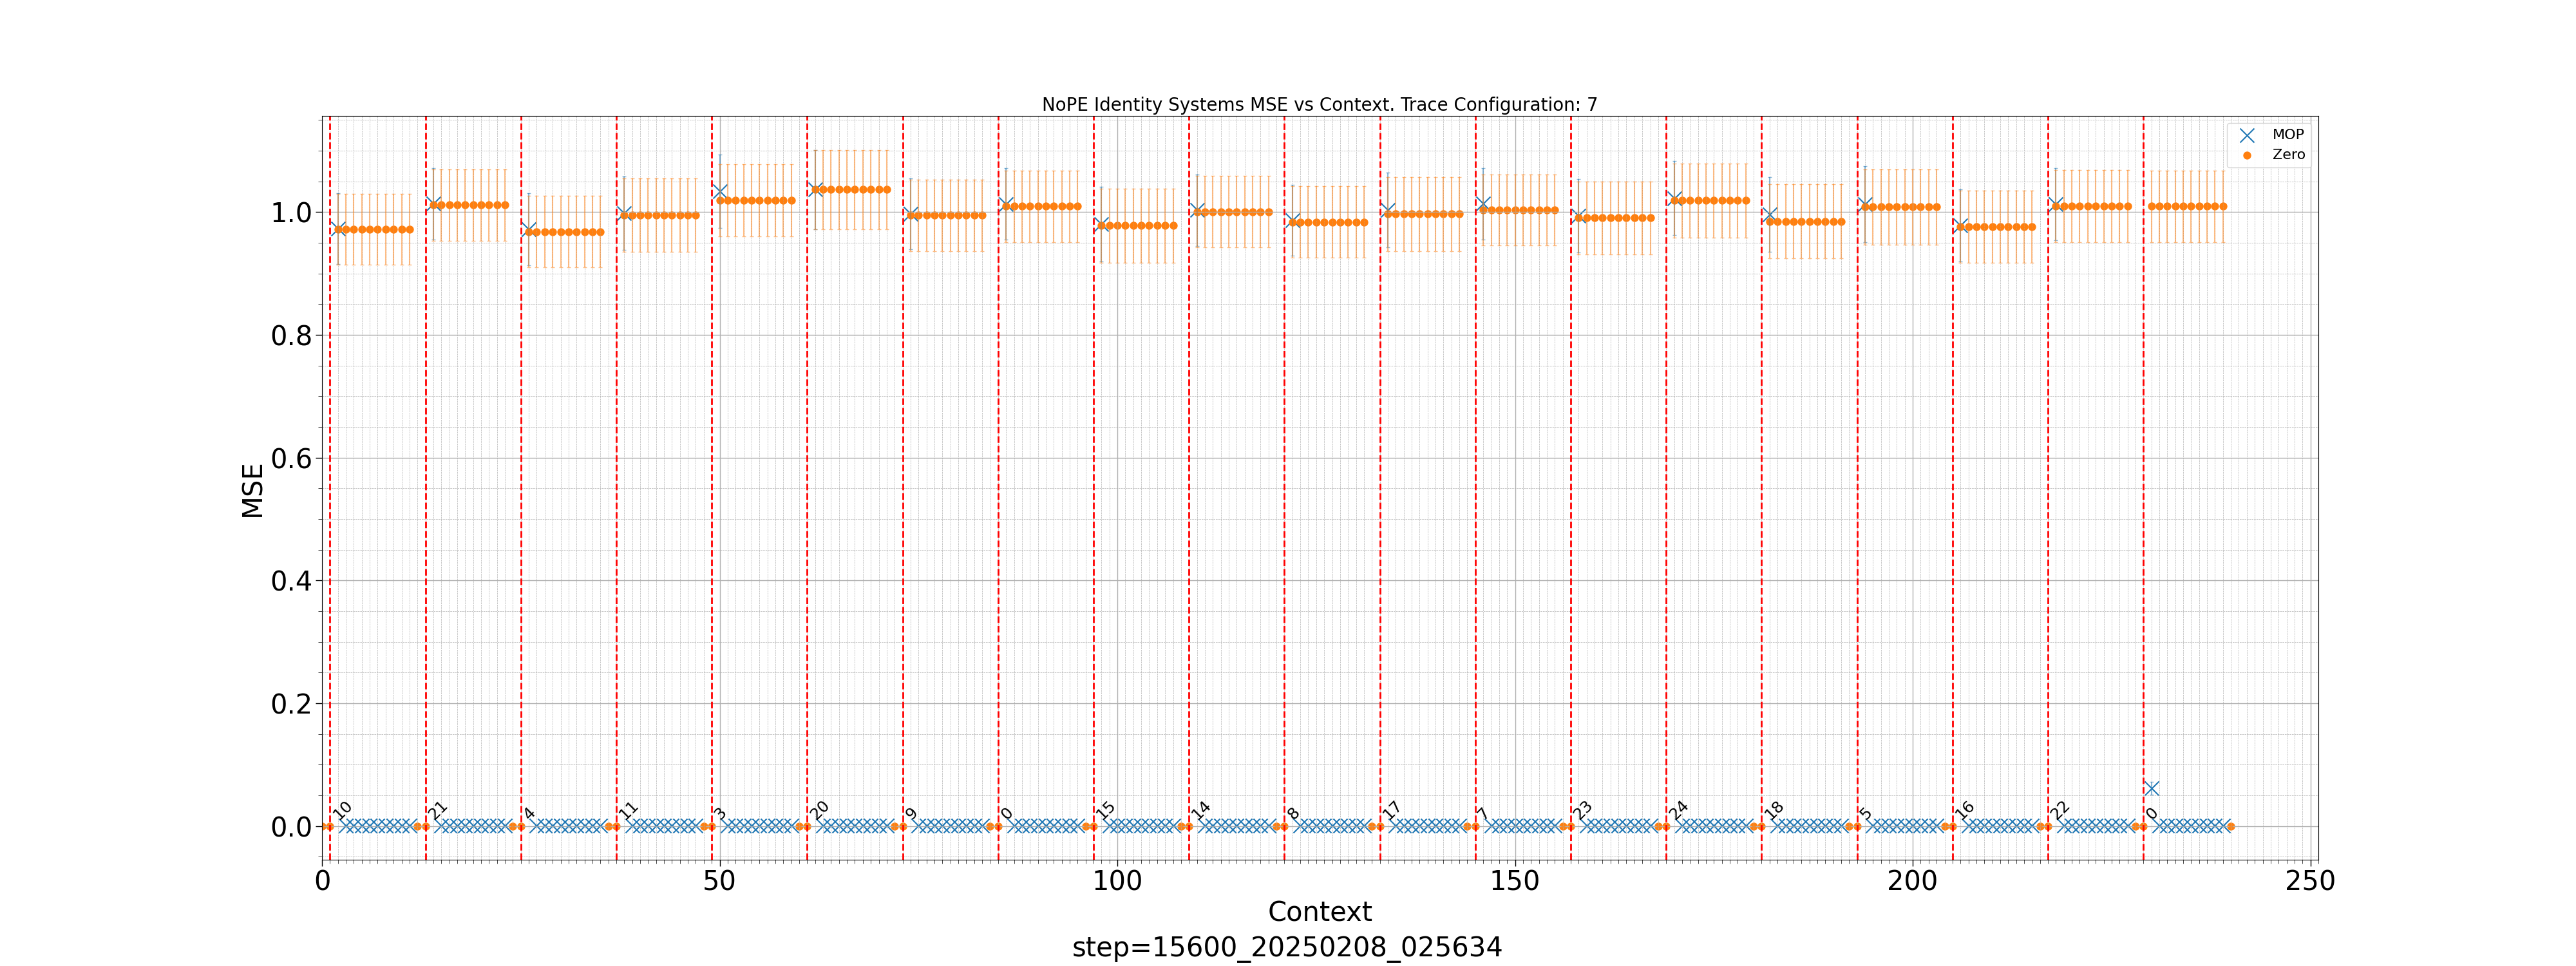 NoPE Identity Systems MSE vs Context. Trace Configuration: 7
MOP
Zero
MSE
1.0
0.8
0.6
0.4
0.2
0.0
10 21 4 11 3 20 9 0 15 14 8 17 7 23 24 18 5 16 22 0
0 50 100 150 200 250
Context
step=15600_20250208_025634